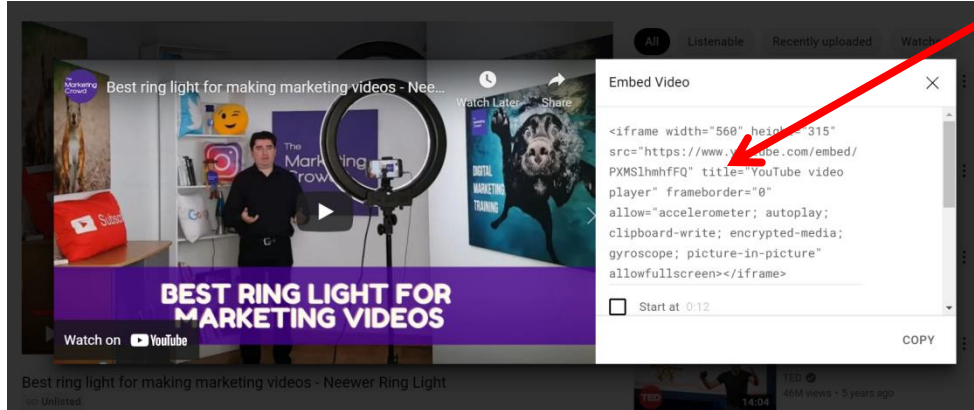 All Listenable Recently uploaded
The
Marketing
Crowd
Best ring light for making marketing videos - Nee...
Watch Later
Share
The
Marketing
Crowd
DIGITAL
MARKETING
TRAINING
BEST RING LIGHT FOR
MARKETING VIDEOS
Watch on YouTube
Embed Video
<iframe width="560" height="315"
src="https://www.youtube.com/embed/
PXMSlhmhfFQ" title="YouTube video
player" frameborder="0"
allow="accelerometer; autoplay;
clipboard-write; encrypted-media;
gyroscope; picture-in-picture"
allowfullscreen></iframe>
Start at 0:12
COPY
Best ring light for making marketing videos - Neewer Ring Light
Unlisted
TED
14:04
TED
46M views • 5 years ago